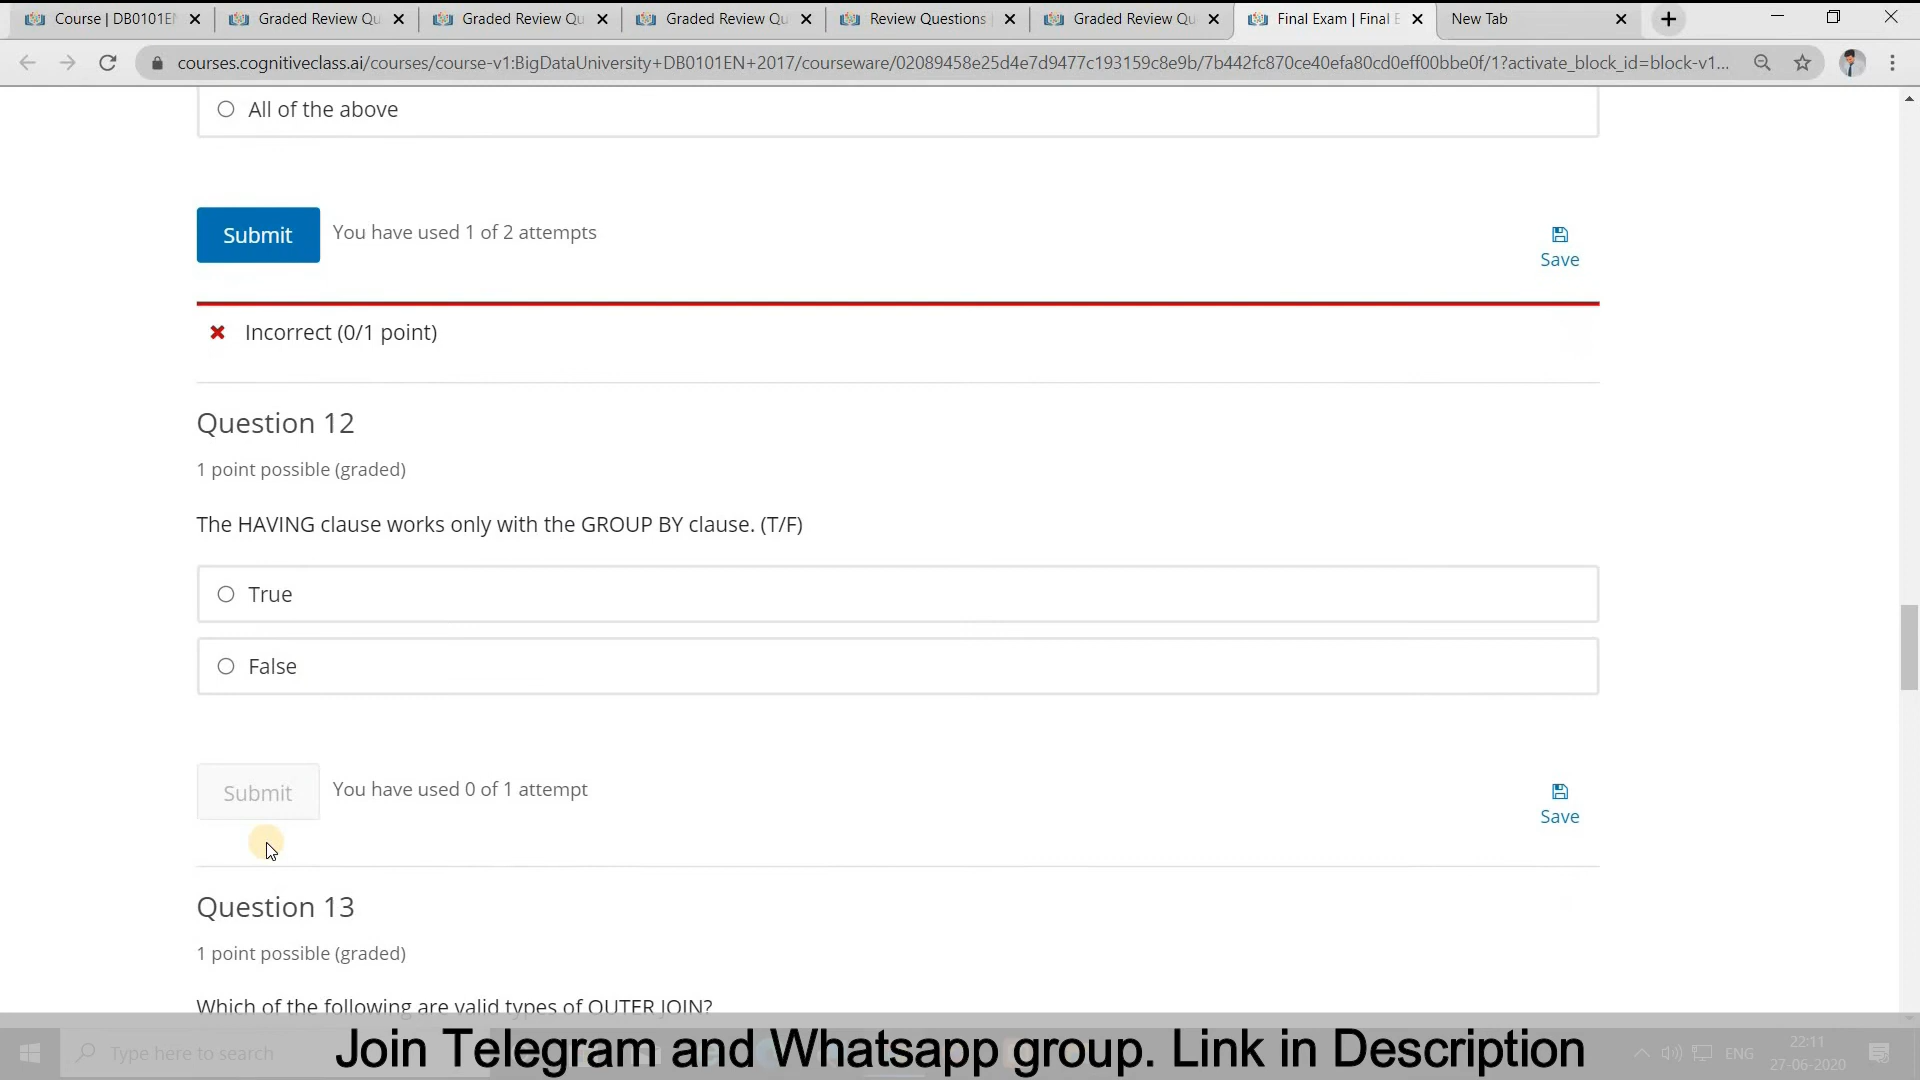 Course | DB0101E
Graded Review Qu
Graded Review Qu
Graded Review Qu
Review Questions
Graded Review Qu
Final Exam | Final E
New Tab
courses.cognitiveclass.ai/courses/course-v1:BigDataUniversity+DB0101EN+2017/courseware/02089458e25d4e7d9477c193159c8e9b/7b442fc870ce40efa80cd0eff00bbe0f/1?activate_block_id=block-v1...
All of the above
Submit
You have used 1 of 2 attempts
Save
Incorrect (0/1 point)
Question 12
1 point possible (graded)
The HAVING clause works only with the GROUP BY clause. (T/F)
True
False
Submit
You have used 0 of 1 attempt
Save
Question 13
1 point possible (graded)
Which of the following are valid types of OUTER JOIN?
Type here to search
Join Telegram and Whatsapp group. Link in Description
ENG
22:11
27-06-2020